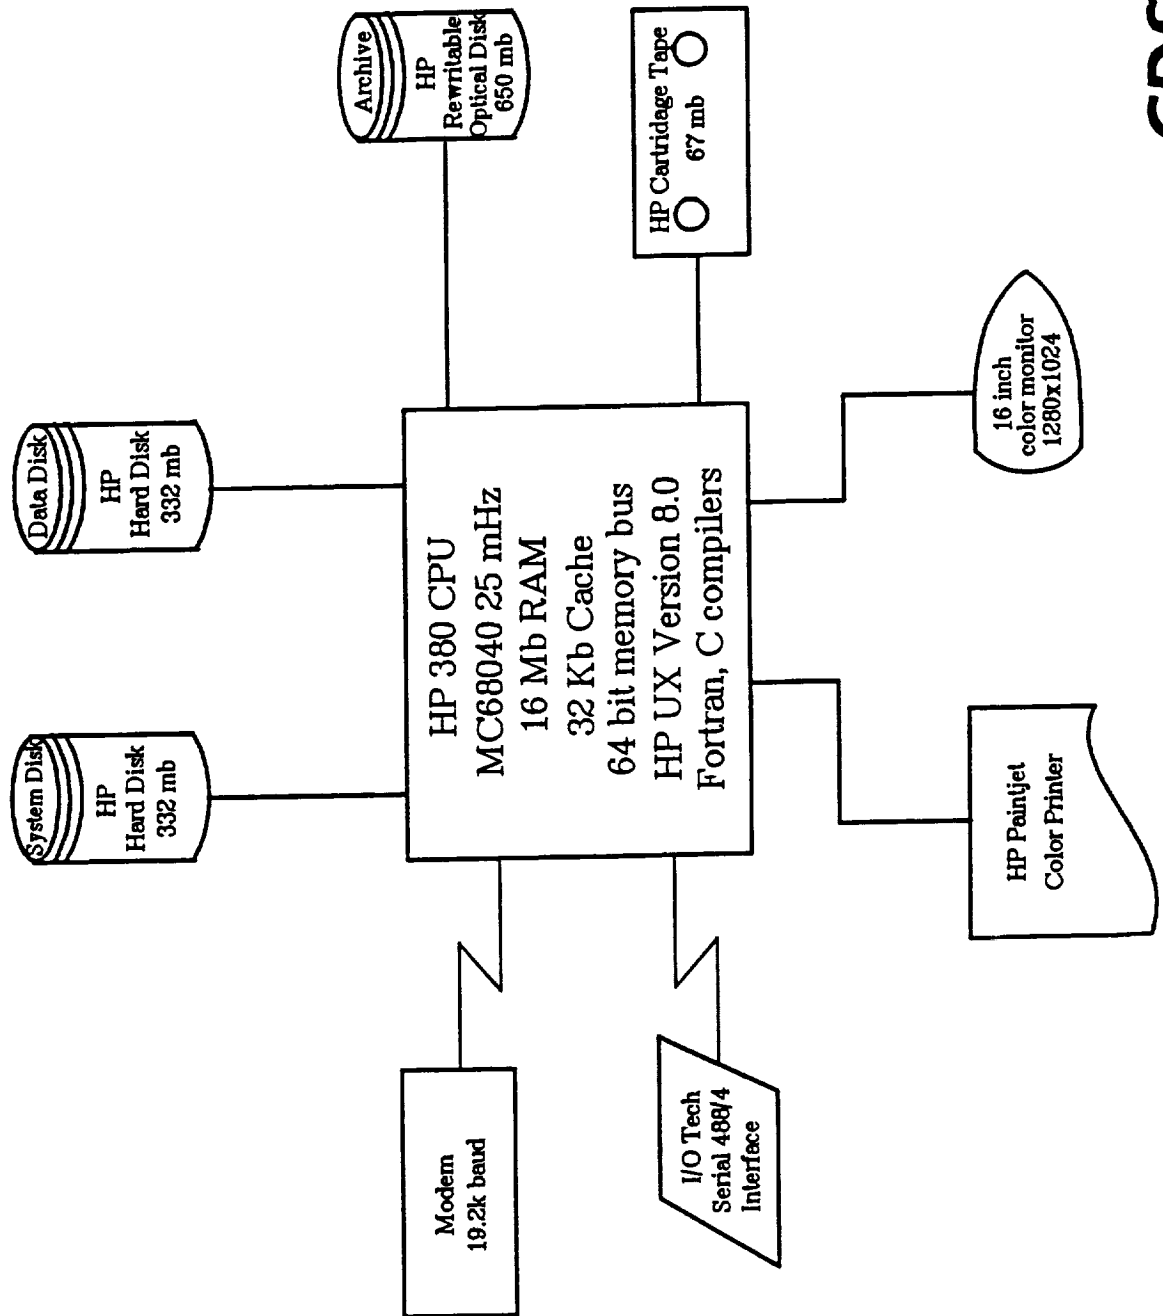 System Disk
HP
Hard Disk
332 mb
Data Disk
HP
Hard Disk
332 mb
Archive
HP
Rewritable
Optical Disk
650 mb
Modem
19.2k baud
HP 380 CPU
MC68040 25 mHz
16 Mb RAM
32 Kb Cache
64 bit memory bus
HP UX Version 8.0
Fortran, C compilers
HP Cartridage Tape
67 mb
I/O Tech
Serial 488/4
Interface
HP Paintjet
Color Printer
16 inch
color monitor
1280x1024